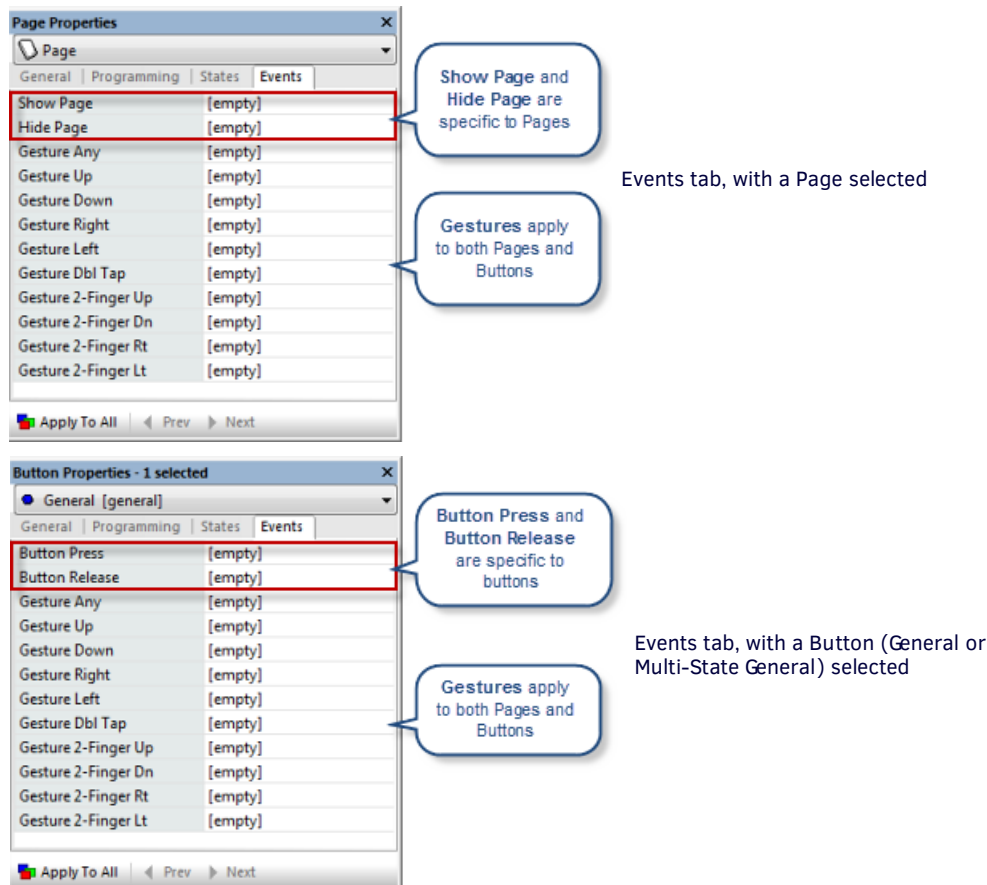 Page Properties
Page
General | Programming | States | Events
Show Page [empty]
Hide Page [empty]
Gesture Any [empty]
Gesture Up [empty]
Gesture Down [empty]
Gesture Right [empty]
Gesture Left [empty]
Gesture Dbl Tap [empty]
Gesture 2-Finger Up [empty]
Gesture 2-Finger Dn [empty]
Gesture 2-Finger Rt [empty]
Gesture 2-Finger Lt [empty]
Apply To All Prev Next
Show Page and
Hide Page are
specific to Pages
Gestures apply
to both Pages and
Buttons
Events tab, with a Page selected
Button Properties - 1 selected
General [general]
General | Programming | States | Events
Button Press [empty]
Button Release [empty]
Gesture Any [empty]
Gesture Up [empty]
Gesture Down [empty]
Gesture Right [empty]
Gesture Left [empty]
Gesture Dbl Tap [empty]
Gesture 2-Finger Up [empty]
Gesture 2-Finger Dn [empty]
Gesture 2-Finger Rt [empty]
Gesture 2-Finger Lt [empty]
Apply To All Prev Next
Button Press and
Button Release
are specific to
buttons
Gestures apply
to both Pages and
Buttons
Events tab, with a Button (General or
Multi-State General) selected